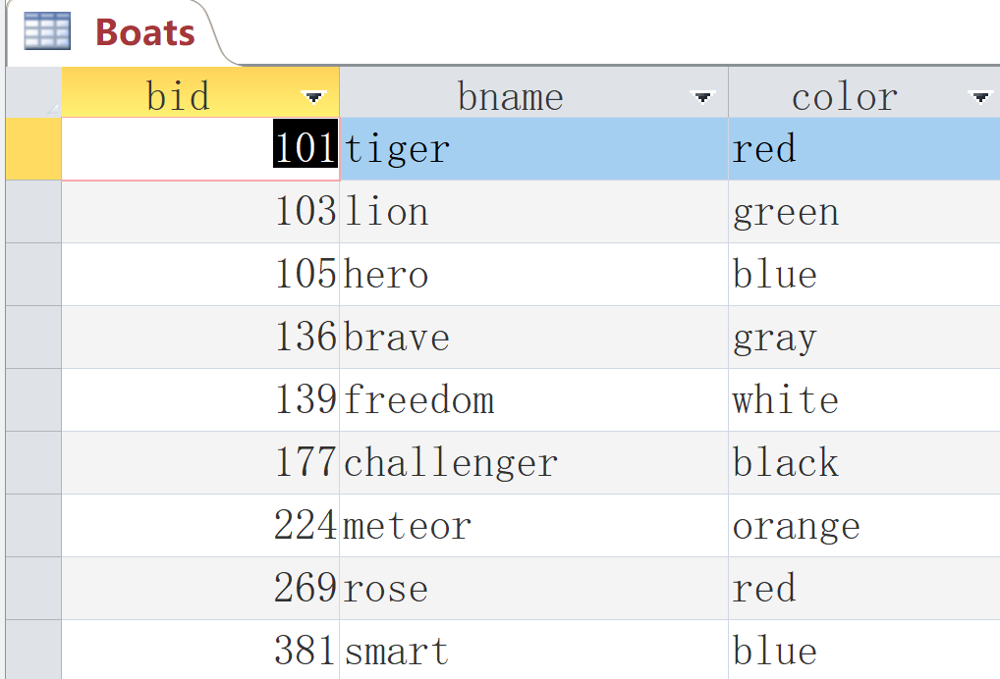 Boats
bid bname color
101 tiger red
103 lion green
105 hero blue
136 brave gray
139 freedom white
177 challenger black
224 meteor orange
269 rose red
381 smart blue